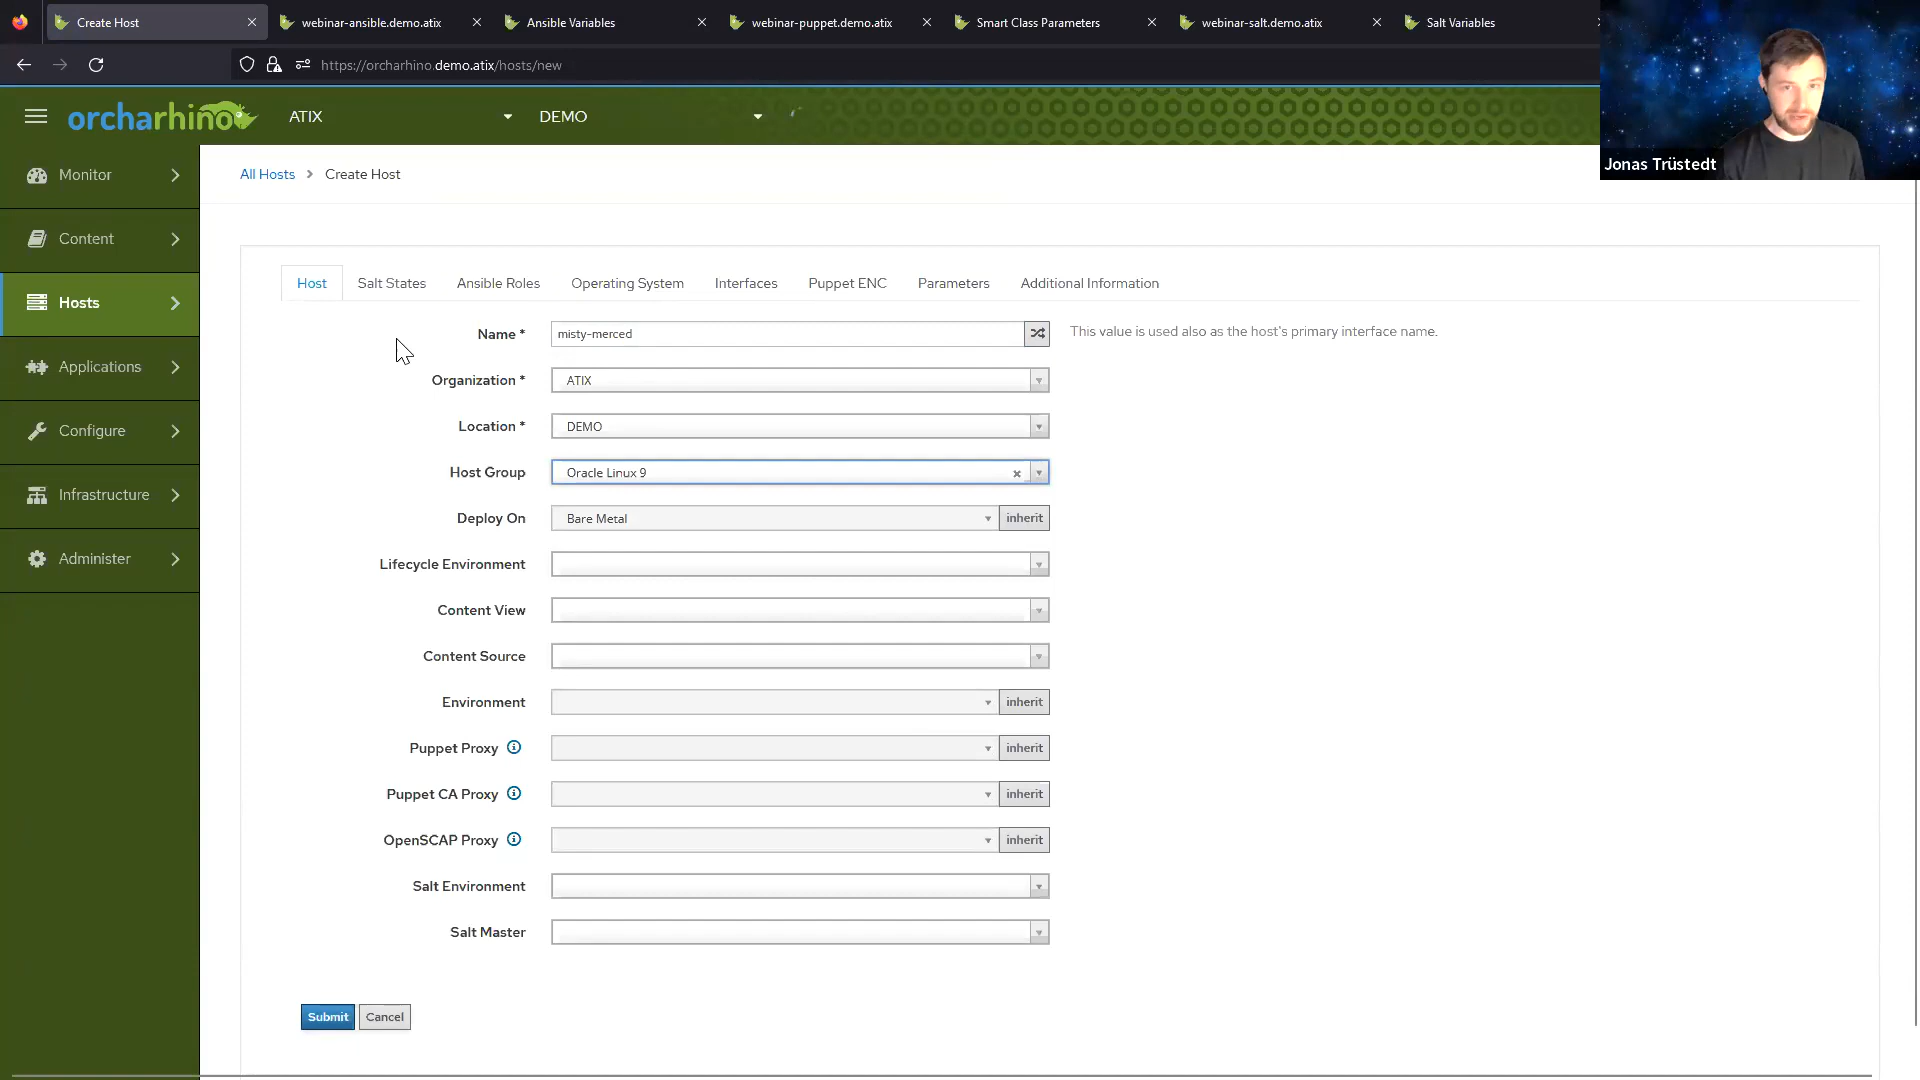 Create Host
webinar-ansible.demo.atix
Ansible Variables
webinar-puppet.demo.atix
Smart Class Parameters
webinar-salt.demo.atix
Salt Variables
https://orcharhino.demo.atix/hosts/new
orcharhino
ATIX
DEMO
Jonas Trüstedt
Monitor
Content
Hosts
Applications
Configure
Infrastructure
Administer
All Hosts > Create Host
Host
Salt States
Ansible Roles
Operating System
Interfaces
Puppet ENC
Parameters
Additional Information
Name * misty-merced This value is used also as the host's primary interface name.
Organization * ATIX
Location * DEMO
Host Group Oracle Linux 9
Deploy On Bare Metal inherit
Lifecycle Environment
Content View
Content Source
Environment inherit
Puppet Proxy inherit
Puppet CA Proxy inherit
OpenSCAP Proxy inherit
Salt Environment
Salt Master
Submit Cancel